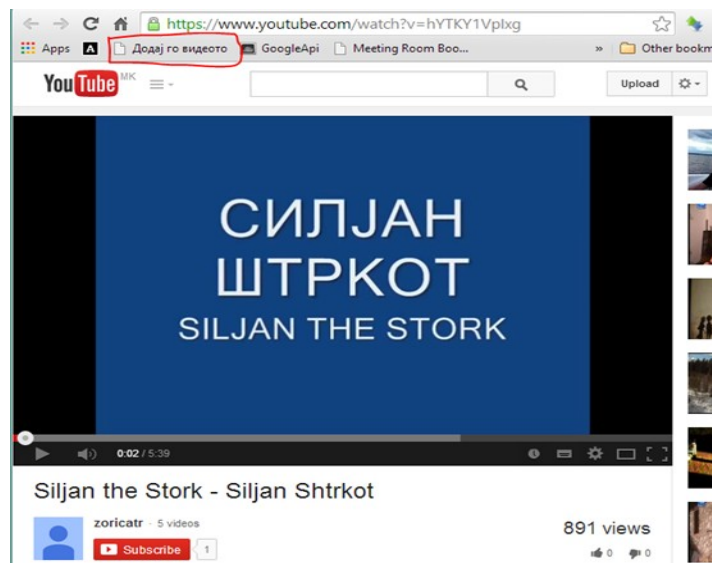 https://www.youtube.com/watch?v=hYTKY1VpIxg
Apps Додај го видеото GoogleApi Meeting Room Boo... » Other bookm
YouTube MK Upload
СИЛЈАН
ШТРКОТ
SILJAN THE STORK
0:02 / 5:39
Siljan the Stork - Siljan Shtrkot
zoricatr · 5 videos
891 views
Subscribe 1
0 0